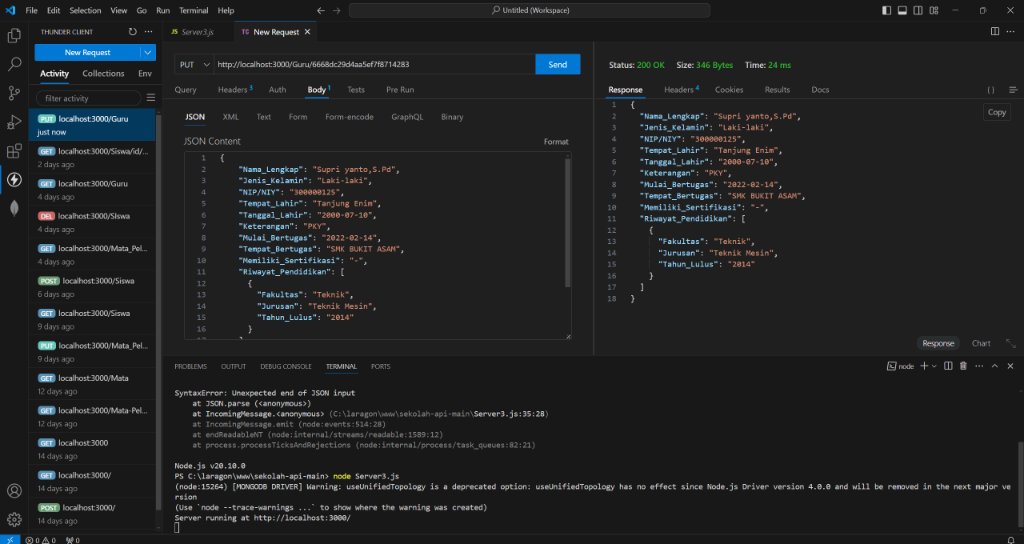 File Edit Selection View Go Run Terminal Help
Untitled (Workspace)
THUNDER CLIENT
New Request
Activity Collections Env
filter activity
PUT localhost:3000/Guru
just now
GET localhost:3000/Siswa/id/...
2 days ago
GET localhost:3000/Guru
4 days ago
DEL localhost:3000/SIswa
4 days ago
GET localhost:3000/Mata_Pel...
4 days ago
POST localhost:3000/Siswa
6 days ago
GET localhost:3000/Siswa
9 days ago
PUT localhost:3000/Mata_Pel...
9 days ago
GET localhost:3000/Mata
12 days ago
GET localhost:3000/Mata-Pel...
12 days ago
GET localhost:3000
14 days ago
GET localhost:3000/
14 days ago
POST localhost:3000/
14 days ago
JS Server3.js
TC New Request
PUT http://localhost:3000/Guru/6668dc29d4aa5ef7f8714283 Send
Query Headers 3 Auth Body 1 Tests Pre Run
JSON XML Text Form Form-encode GraphQL Binary
JSON Content Format
1 {
2 "Nama_Lengkap": "Supri yanto,S.Pd",
3 "Jenis_Kelamin": "Laki-laki",
4 "NIP/NIY": "300000125",
5 "Tempat_Lahir": "Tanjung Enim",
6 "Tanggal_Lahir": "2000-07-10",
7 "Keterangan": "PKY",
8 "Mulai_Bertugas": "2022-02-14",
9 "Tempat_Bertugas": "SMK BUKIT ASAM",
10 "Memiliki_Sertifikasi": "-",
11 "Riwayat_Pendidikan": [
12 {
13 "Fakultas": "Teknik",
14 "Jurusan": "Teknik Mesin",
15 "Tahun_Lulus": "2014"
16 }
Status: 200 OK Size: 346 Bytes Time: 24 ms
Response Headers 4 Cookies Results Docs
Copy
1 {
2 "Nama_Lengkap": "Supri yanto,S.Pd",
3 "Jenis_Kelamin": "Laki-laki",
4 "NIP/NIY": "300000125",
5 "Tempat_Lahir": "Tanjung Enim",
6 "Tanggal_Lahir": "2000-07-10",
7 "Keterangan": "PKY",
8 "Mulai_Bertugas": "2022-02-14",
9 "Tempat_Bertugas": "SMK BUKIT ASAM",
10 "Memiliki_Sertifikasi": "-",
11 "Riwayat_Pendidikan": [
12 {
13 "Fakultas": "Teknik",
14 "Jurusan": "Teknik Mesin",
15 "Tahun_Lulus": "2014"
16 }
17 ]
18 }
Response Chart
PROBLEMS OUTPUT DEBUG CONSOLE TERMINAL PORTS
node
SyntaxError: Unexpected end of JSON input
at JSON.parse (<anonymous>)
at IncomingMessage.<anonymous> (C:\laragon\www\sekolah-api-main\Server3.js:35:28)
at IncomingMessage.emit (node:events:514:28)
at endReadableNT (node:internal/streams/readable:1589:12)
at process.processTicksAndRejections (node:internal/process/task_queues:82:21)
Node.js v20.10.0
PS C:\laragon\www\sekolah-api-main> node Server3.js
(node:15264) [MONGODB DRIVER] Warning: useUnifiedTopology is a deprecated option: useUnifiedTopology has no effect since Node.js Driver version 4.0.0 and will be removed in the next major ve
rsion
(Use `node --trace-warnings ...` to show where the warning was created)
Server running at http://localhost:3000/
0 0 0